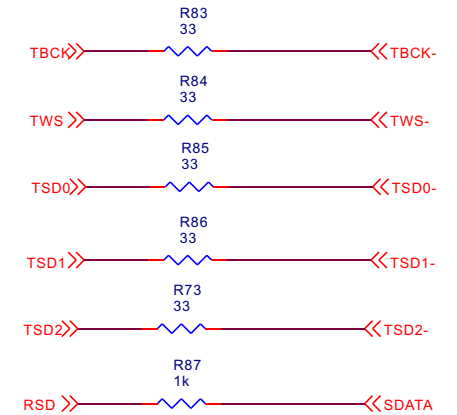 R83
33
TBCK TBCK-
R84
33
TWS TWS-
R85
33
TSD0 TSD0-
R86
33
TSD1 TSD1-
R73
33
TSD2 TSD2-
R87
1k
RSD SDATA